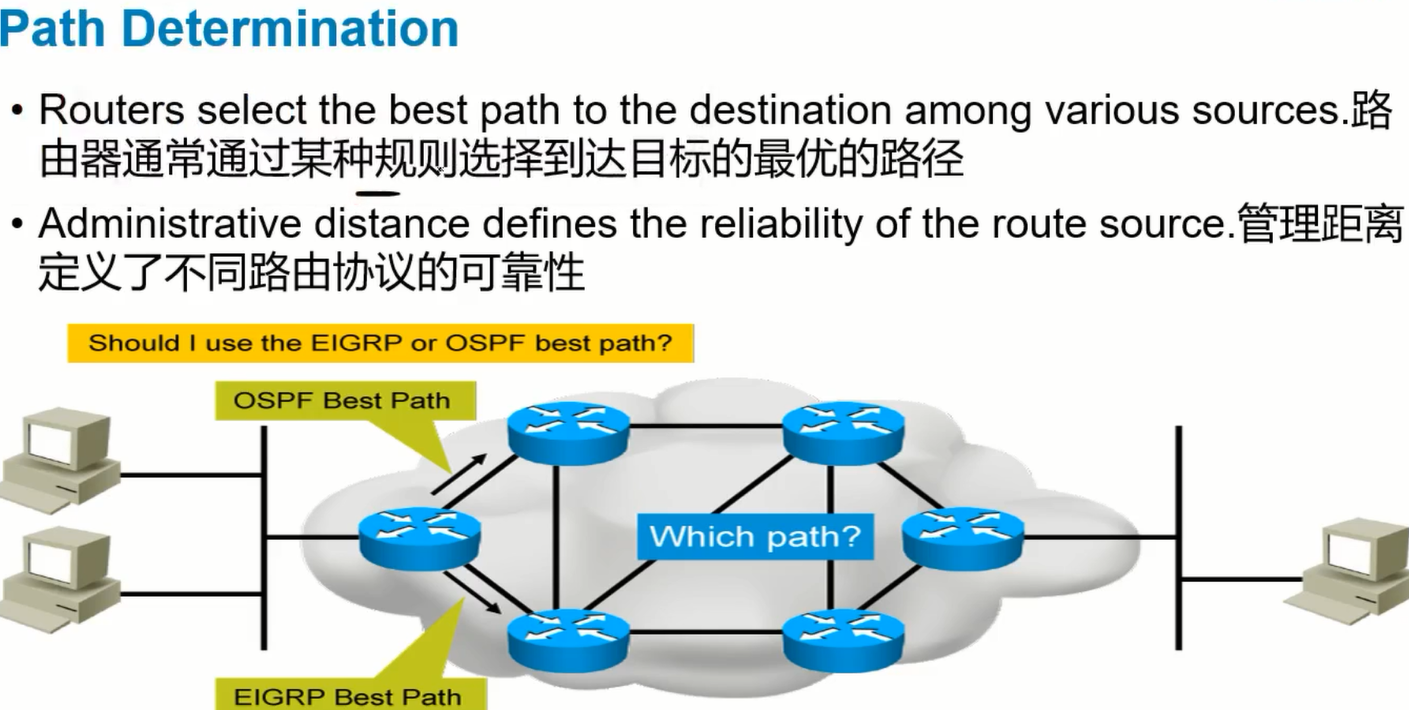 Path Determination
• Routers select the best path to the destination among various sources.路
由器通常通过某种规则选择到达目标的最优的路径
• Administrative distance defines the reliability of the route source.管理距离
定义了不同路由协议的可靠性
Should I use the EIGRP or OSPF best path?
OSPF Best Path
Which path?
EIGRP Best Path